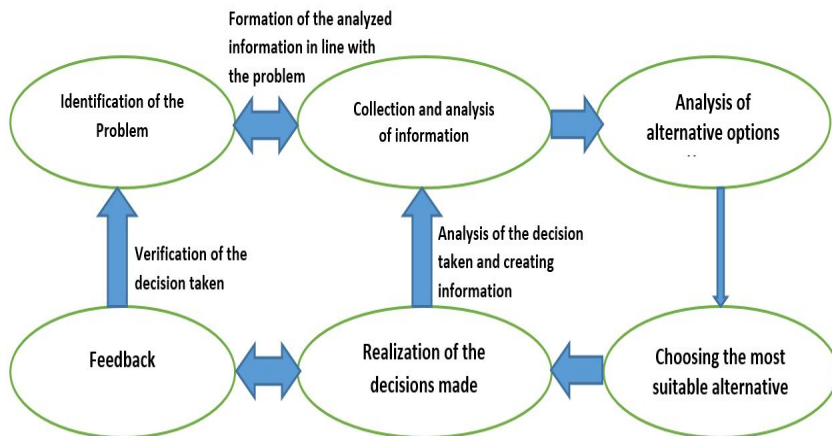 Formation of the analyzed
information in line with
the problem
Identification of the
Problem
Collection and analysis
of information
Analysis of
alternative options
Verification of the
decision taken
Analysis of the decision
taken and creating
information
Feedback
Realization of the
decisions made
Choosing the most
suitable alternative